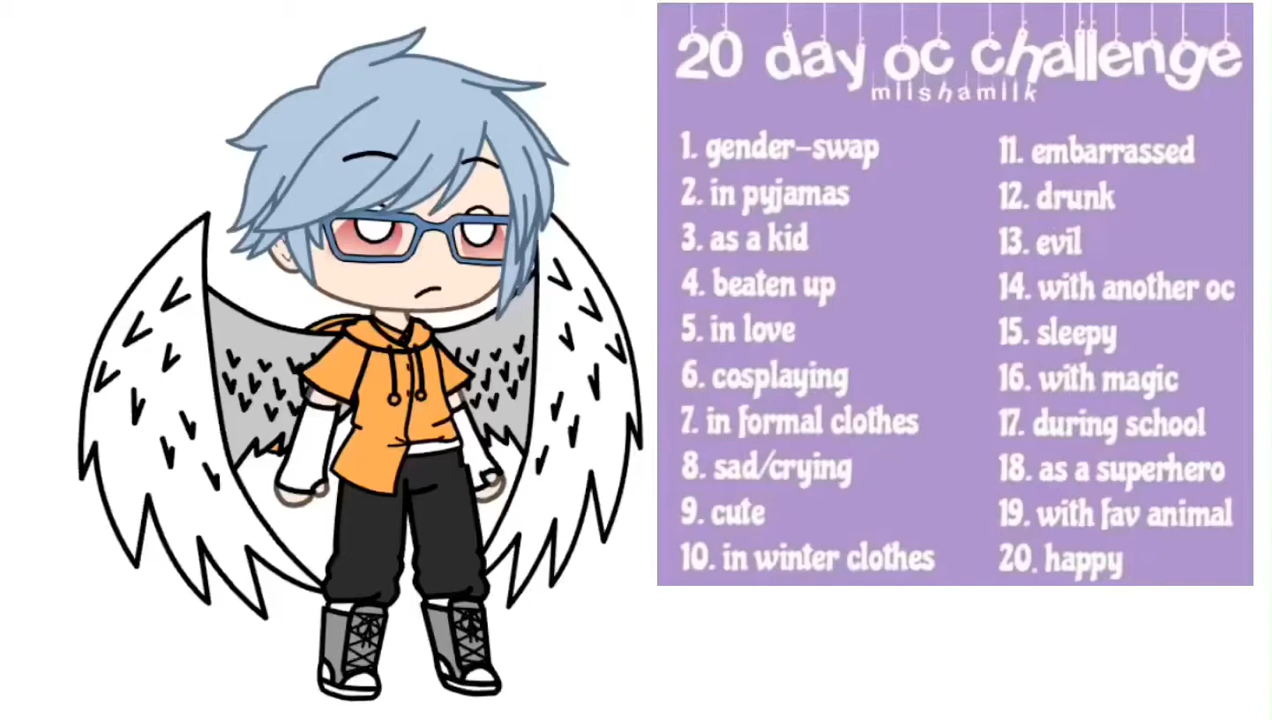 20 day oc challenge
miishamiik
1. gender-swap
2. in pyjamas
3. as a kid
4. beaten up
5. in love
6. cosplaying
7. in formal clothes
8. sad/crying
9. cute
10. in winter clothes
11. embarrassed
12. drunk
13. evil
14. with another oc
15. sleepy
16. with magic
17. during school
18. as a superhero
19. with fav animal
20. happy